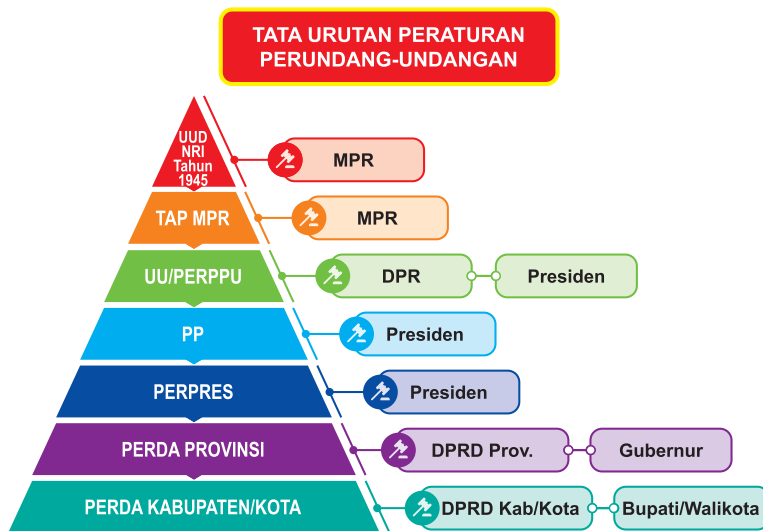 TATA URUTAN PERATURAN
PERUNDANG-UNDANGAN
UUD
NRI
Tahun
1945
MPR
TAP MPR
MPR
UU/PERPPU
DPR
Presiden
PP
Presiden
PERPRES
Presiden
PERDA PROVINSI
DPRD Prov.
Gubernur
PERDA KABUPATEN/KOTA
DPRD Kab/Kota
Bupati/Walikota